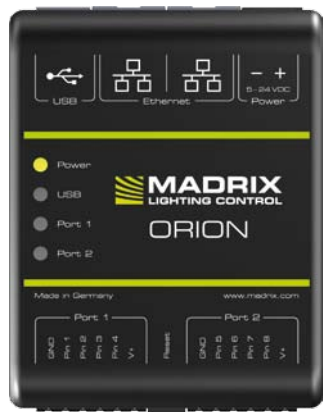 - +
5-24 VDC
USB
Ethernet
Power
Power
USB
MADRIX
LIGHTING CONTROL
Port 1
ORION
Port 2
Made in Germany
www.madrix.com
Port 1
Port 2
GND
Pin 1
Pin 2
Pin 3
Pin 4
V+
Reset
GND
Pin 5
Pin 6
Pin 7
Pin 8
V+